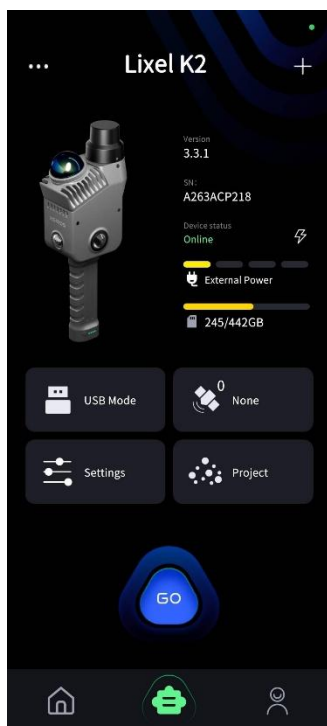 Lixel K2
Version
3.3.1
SN:
A263ACP218
Device status
Online
External Power
245/442GB
USB Mode
0
None
Settings
Project
GO